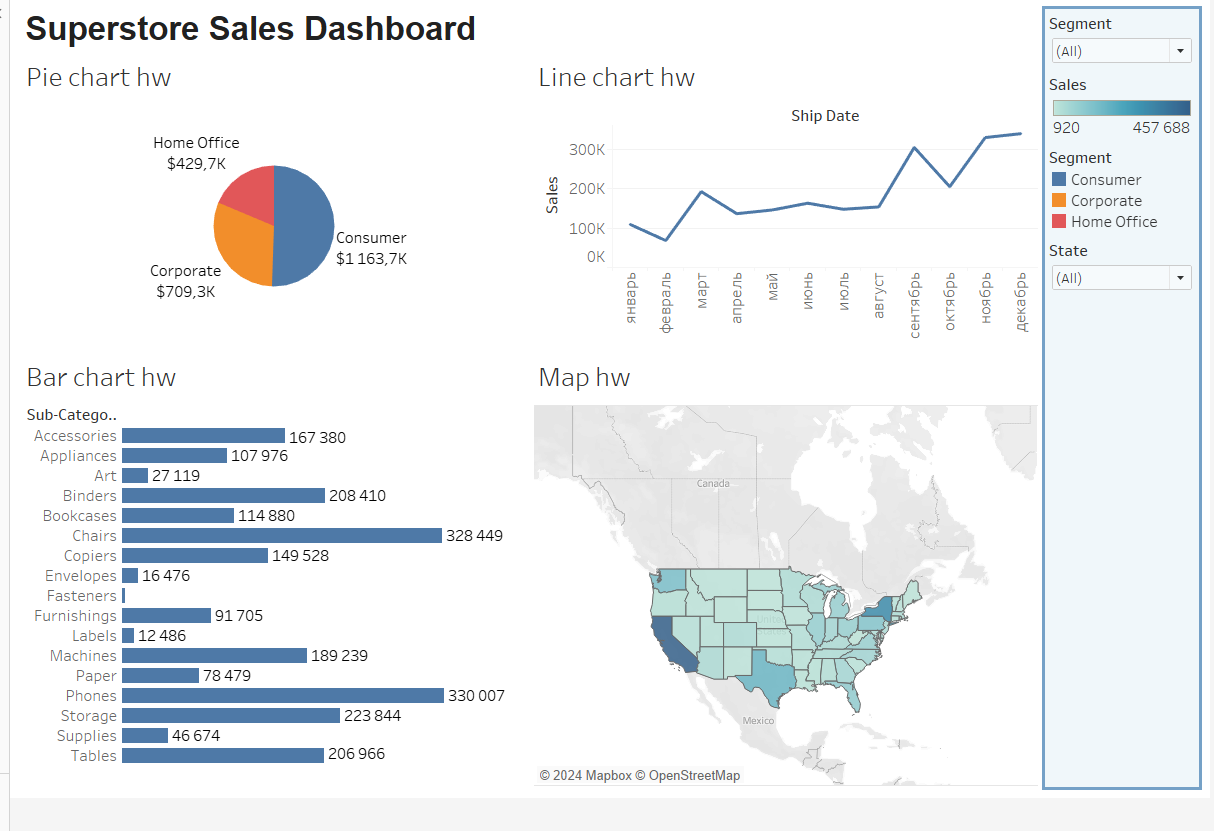 Superstore Sales Dashboard
Pie chart hw
Home Office
$429,7K
Consumer
$1 163,7K
Corporate
$709,3K
Line chart hw
Ship Date
Sales
300K
200K
100K
0K
январь
февраль
март
апрель
май
июнь
июль
август
сентябрь
октябрь
ноябрь
декабрь
Bar chart hw
Sub-Catego..
Accessories 167 380
Appliances 107 976
Art 27 119
Binders 208 410
Bookcases 114 880
Chairs 328 449
Copiers 149 528
Envelopes 16 476
Fasteners
Furnishings 91 705
Labels 12 486
Machines 189 239
Paper 78 479
Phones 330 007
Storage 223 844
Supplies 46 674
Tables 206 966
Map hw
Canada
United
Mexico
© 2024 Mapbox © OpenStreetMap
Segment
(All)
Sales
920 457 688
Segment
Consumer
Corporate
Home Office
State
(All)